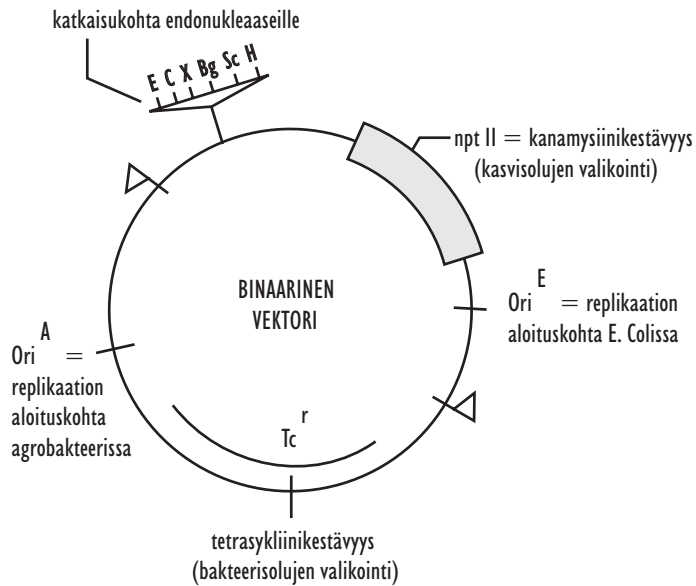 katkaisukohta endonukleaaseille
E C X Bg Sc H
npt II = kanamysiinikestävyys
(kasvisolujen valikointi)
BINAARINEN
VEKTORI
Ori E = replikaation
aloituskohta E. Colissa
Ori A =
replikaation
aloituskohta
agrobakteerissa
Tc r
tetrasykliinikestävyys
(bakteerisolujen valikointi)